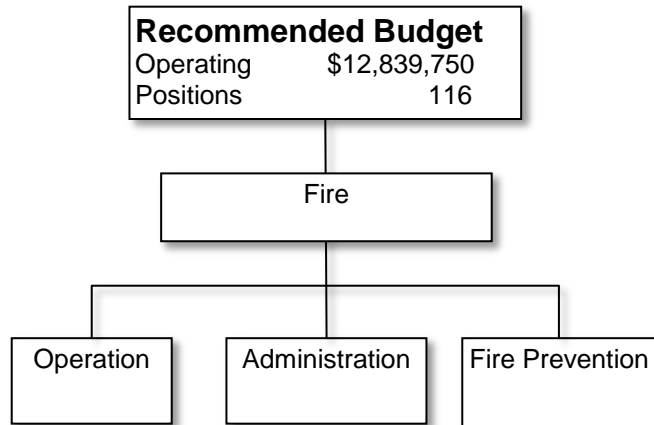 Recommended Budget
Operating $12,839,750
Positions 116
Fire
Operation
Administration
Fire Prevention